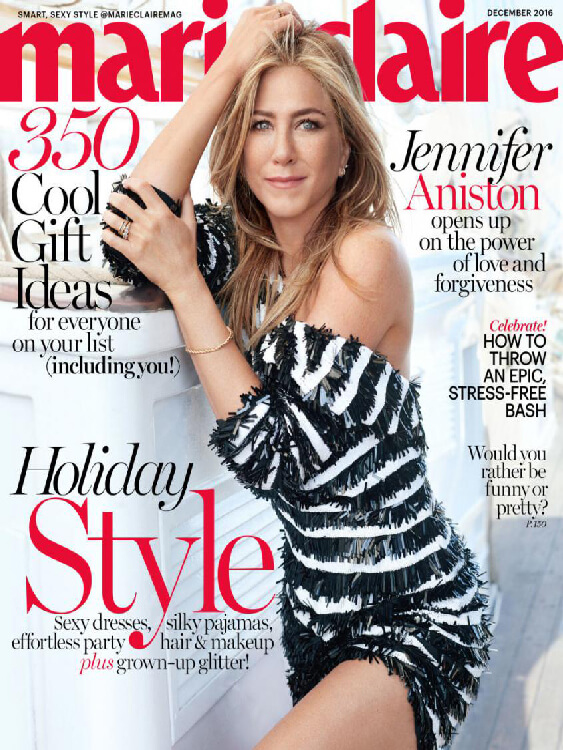 SMART, SEXY STYLE @MARIECLAIREMAG
DECEMBER 2016
marie claire
350
Cool
Gift
Ideas
for everyone
on your list
(including you!)
Jennifer
Aniston
opens up
on the power
of love and
forgiveness
Celebrate!
HOW TO
THROW
AN EPIC,
STRESS-FREE
BASH
Would you
rather be
funny or
pretty?
P.150
Holiday
Style
Sexy dresses, silky pajamas,
effortless party hair & makeup
plus grown-up glitter!